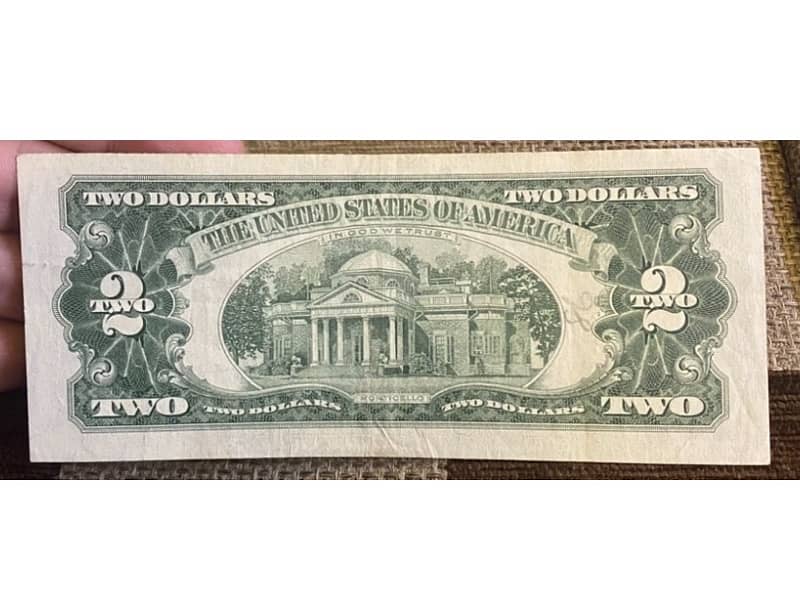 TWO DOLLARS TWO DOLLARS
THE UNITED STATES OF AMERICA
IN GOD WE TRUST
2 2
TWO TWO
MONTICELLO
TWO TWO DOLLARS TWO DOLLARS TWO